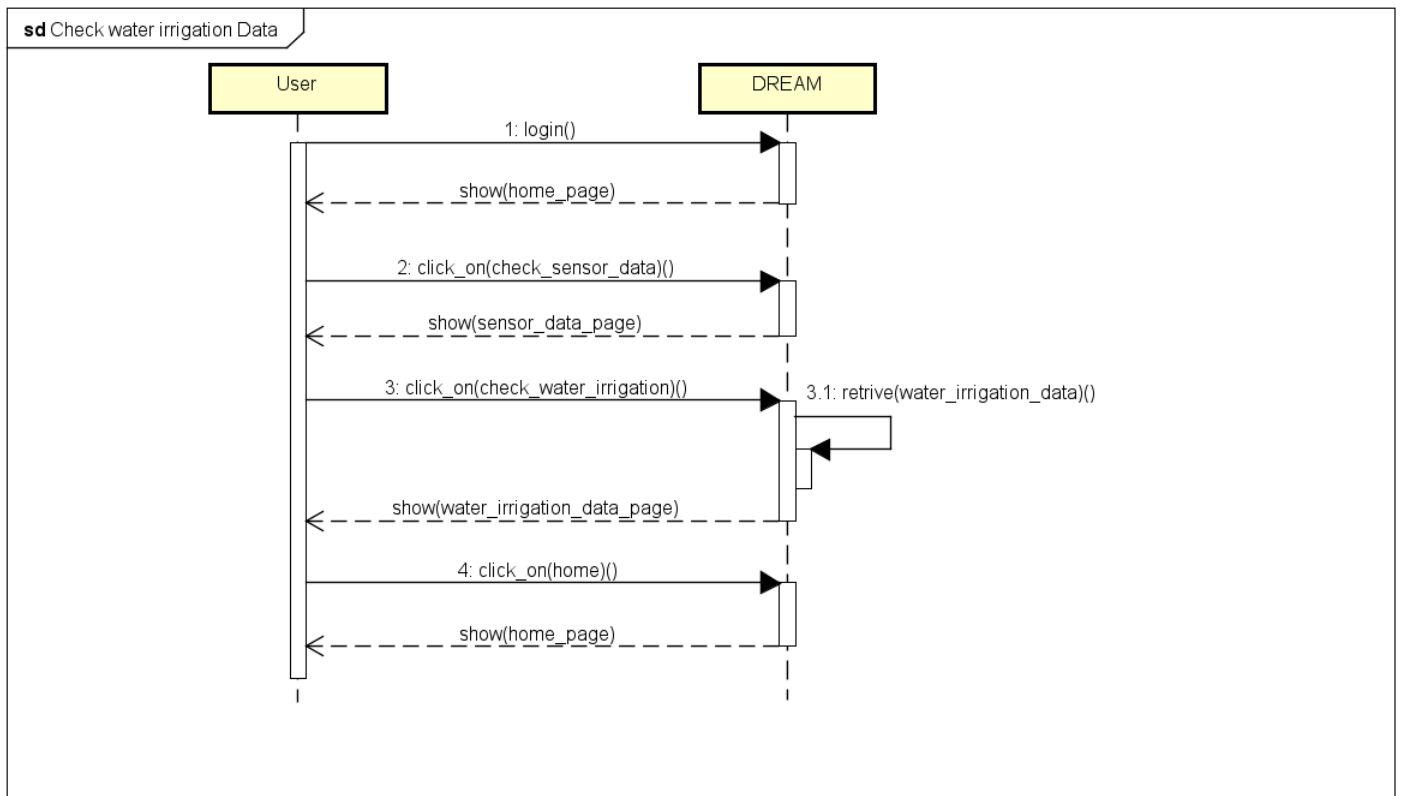 sd Check water irrigation Data
User
DREAM
1: login()
show(home_page)
2: click_on(check_sensor_data)()
show(sensor_data_page)
3: click_on(check_water_irrigation)()
3.1: retrive(water_irrigation_data)()
show(water_irrigation_data_page)
4: click_on(home)()
show(home_page)